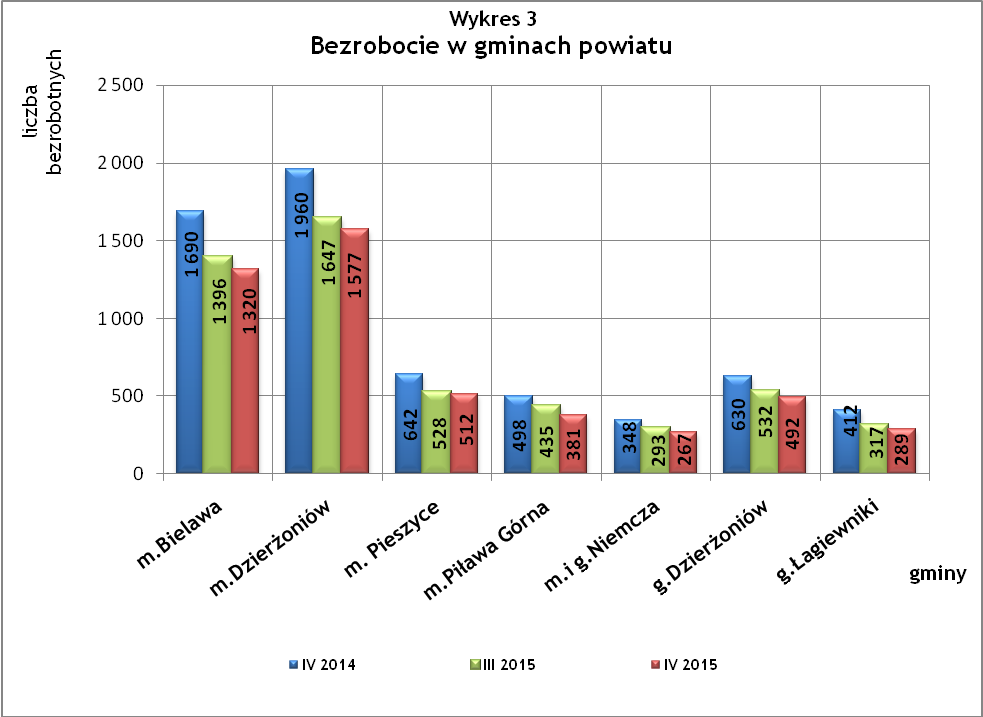 Wykres 3
Bezrobocie w gminach powiatu
liczba
bezrobotnych
2 500
2 000
1 500
1 000
500
0
1 690
1 396
1 320
1 960
1 647
1 577
642
528
512
498
435
381
348
293
267
630
532
492
412
317
289
m.Bielawa
m.Dzierżoniów
m. Pieszyce
m.Piława Górna
m.i g.Niemcza
g.Dzierżoniów
g.Łagiewniki
gminy
IV 2014
III 2015
IV 2015